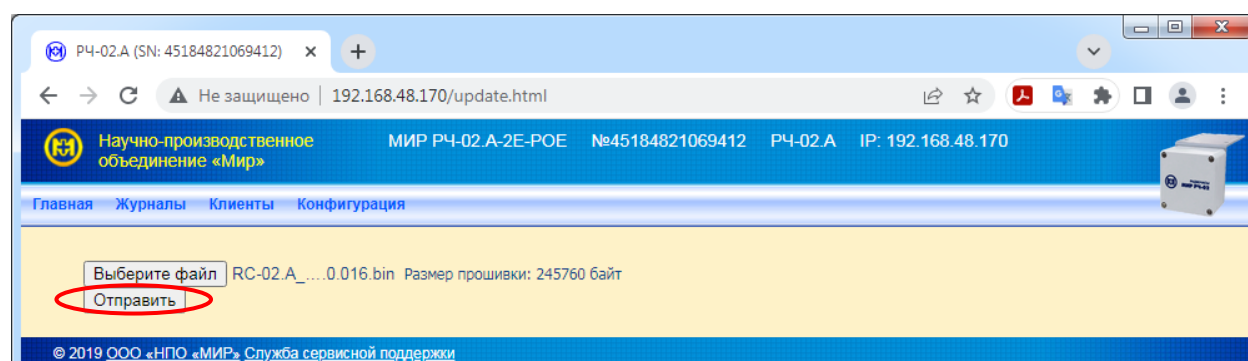 РЧ-02.А (SN: 45184821069412)
Не защищено 192.168.48.170/update.html
Научно-производственное объединение «Мир» МИР РЧ-02.А-2Е-РОЕ №45184821069412 РЧ-02.А IP: 192.168.48.170
Главная Журналы Клиенты Конфигурация
Выберите файл RC-02.A_....0.016.bin Размер прошивки: 245760 байт
Отправить
© 2019 ООО «НПО «МИР» Служба сервисной поддержки